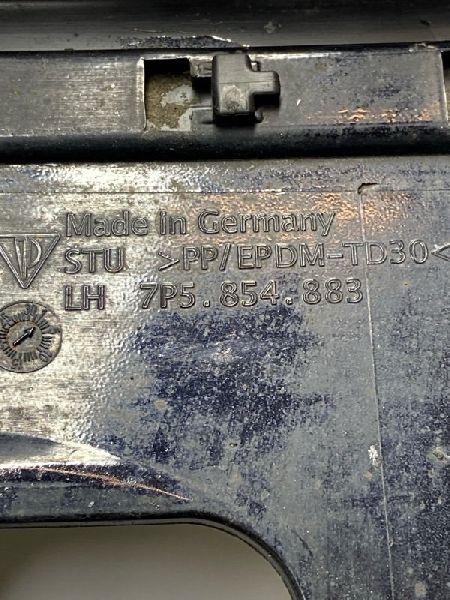 Made in Germany
STU >PP/EPDM-TD30<
LH 7P5.854.883